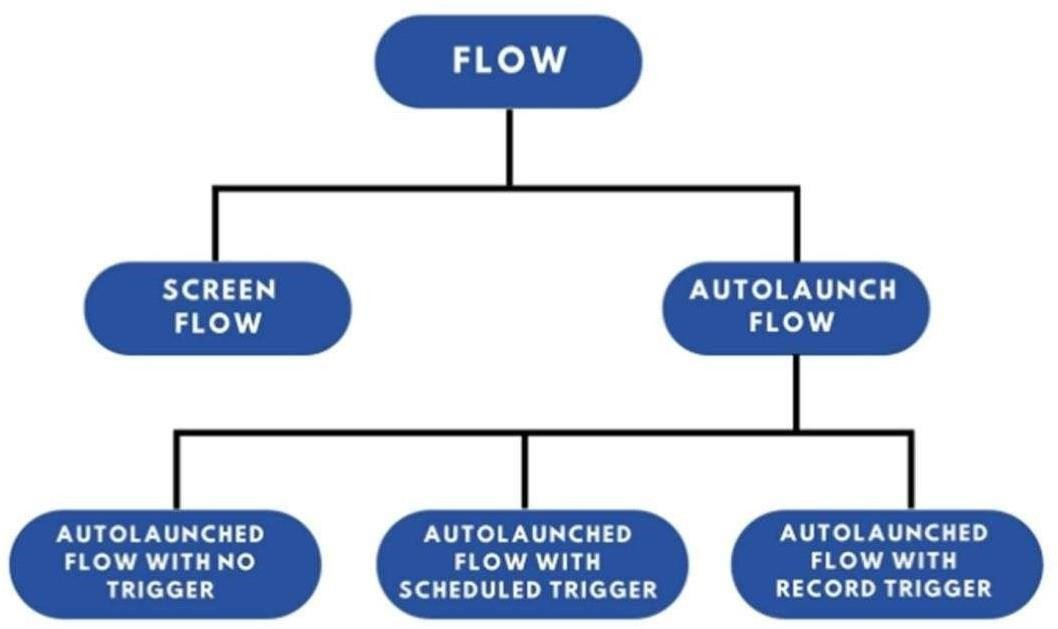 FLOW
SCREEN
FLOW
AUTOLAUNCH
FLOW
AUTOLAUNCHED
FLOW WITH NO
TRIGGER
AUTOLAUNCHED
FLOW WITH
SCHEDULED TRIGGER
AUTOLAUNCHED
FLOW WITH
RECORD TRIGGER